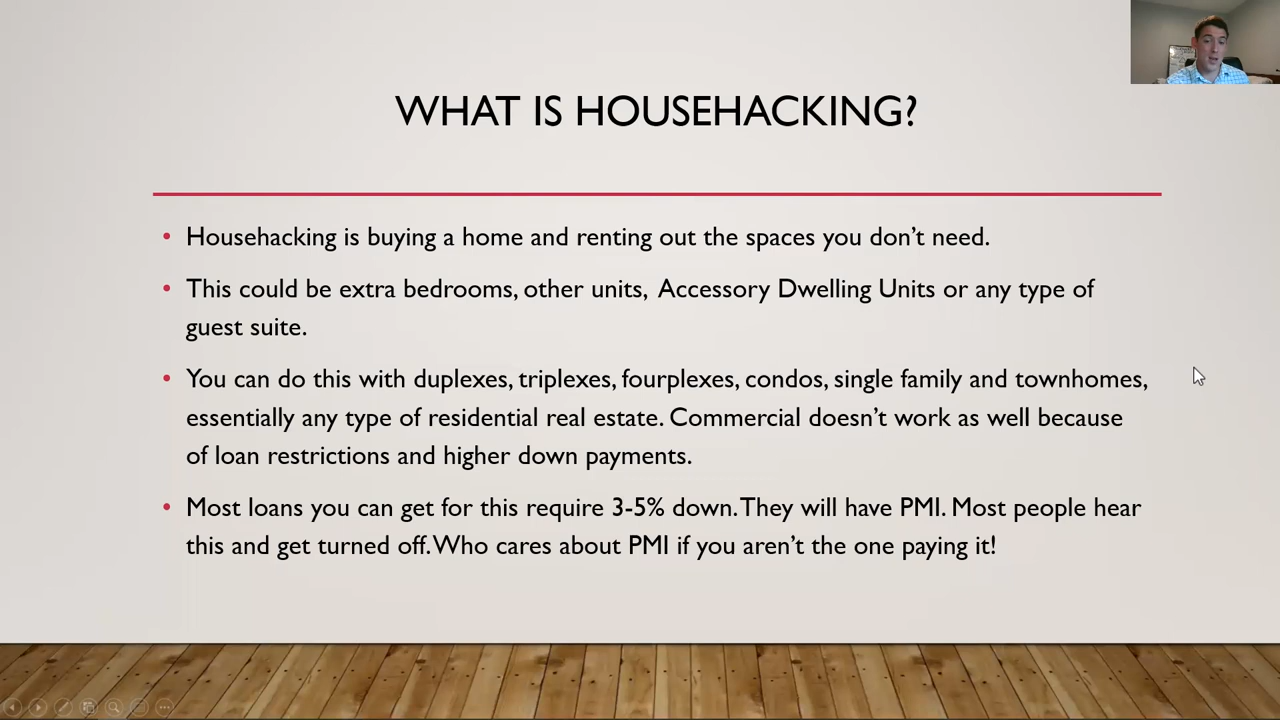 WHAT IS HOUSEHACKING?
• Househacking is buying a home and renting out the spaces you don't need.
• This could be extra bedrooms, other units, Accessory Dwelling Units or any type of
guest suite.
• You can do this with duplexes, triplexes, fourplexes, condos, single family and townhomes,
essentially any type of residential real estate. Commercial doesn't work as well because
of loan restrictions and higher down payments.
• Most loans you can get for this require 3-5% down. They will have PMI. Most people hear
this and get turned off. Who cares about PMI if you aren't the one paying it!